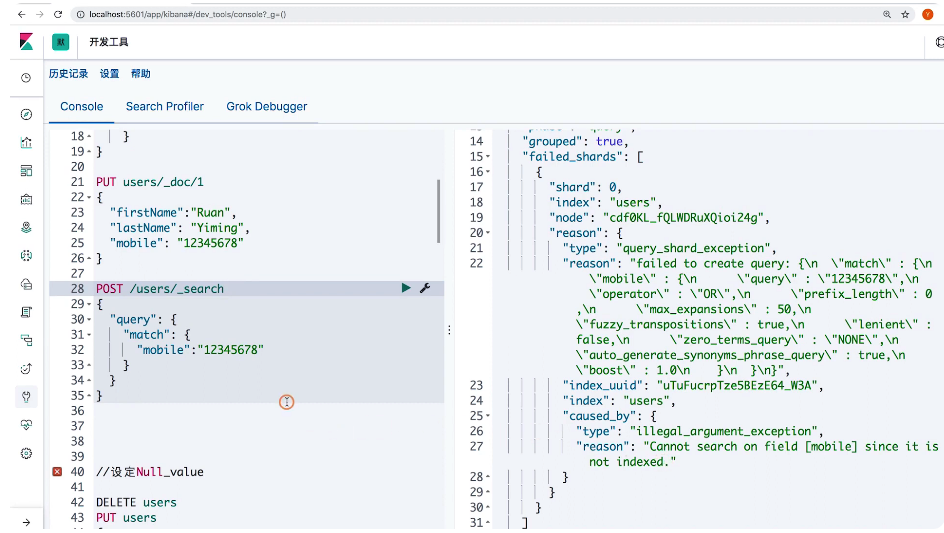 localhost:5601/app/kibana#/dev_tools/console?_g=()
Y
默
开发工具
历史记录 设置 帮助
Console Search Profiler Grok Debugger
18 }
19 }
20
21 PUT users/_doc/1
22 {
23 "firstName":"Ruan",
24 "lastName": "Yiming",
25 "mobile": "12345678"
26 }
27
28 POST /users/_search
29 {
30 "query": {
31 "match": {
32 "mobile":"12345678"
33 }
34 }
35 }
36
37
38
39
40 //设定Null_value
41
42 DELETE users
43 PUT users
14 "grouped": true,
15 "failed_shards": [
16 {
17 "shard": 0,
18 "index": "users",
19 "node": "cdf0KL_fQLWDRuXQioi24g",
20 "reason": {
21 "type": "query_shard_exception",
22 "reason": "failed to create query: {\n \"match\" : {\n
\"mobile\" : {\n \"query\" : \"12345678\",\n
\"operator\" : \"OR\",\n \"prefix_length\" : 0
,\n \"max_expansions\" : 50,\n
\"fuzzy_transpositions\" : true,\n \"lenient\" :
false,\n \"zero_terms_query\" : \"NONE\",\n
\"auto_generate_synonyms_phrase_query\" : true,\n
\"boost\" : 1.0\n }\n }\n}",
23 "index_uuid": "uTuFucrpTze5BEzE64_W3A",
24 "index": "users",
25 "caused_by": {
26 "type": "illegal_argument_exception",
27 "reason": "Cannot search on field [mobile] since it is
not indexed."
28 }
29 }
30 }
31 ]